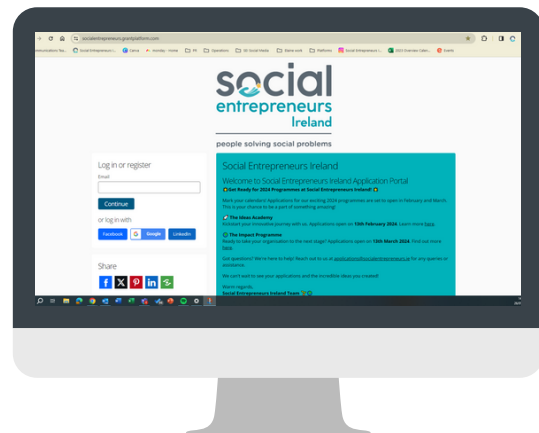 socialentrepreneurs.grantplatform.com
Social Entrepreneurs I...
Canva
monday - Home
PR
Operations
SEI Social Media
Platforms
social
entrepreneurs
Ireland
people solving social problems
Log in or register
Email
Continue
or log in with
Facebook
Google
LinkedIn
Share
Social Entrepreneurs Ireland
Welcome to Social Entrepreneurs Ireland Application Portal
Get Ready for 2024 Programmes at Social Entrepreneurs Ireland!
Mark your calendars! Applications for our exciting 2024 programmes are set to open in February and March.
This is your chance to be a part of something amazing!
The Ideas Academy
Kickstart your innovative journey with us. Applications open on 13th February 2024. Learn more here.
The Impact Programme
Ready to take your organisation to the next stage? Applications open on 13th March 2024. Find out more
here.
Got questions? We're here to help! Reach out to us at applications@socialentrepreneurs.ie for any queries or
assistance.
We can't wait to see your applications and the incredible ideas you created!
Warm regards,
Social Entrepreneurs Ireland Team